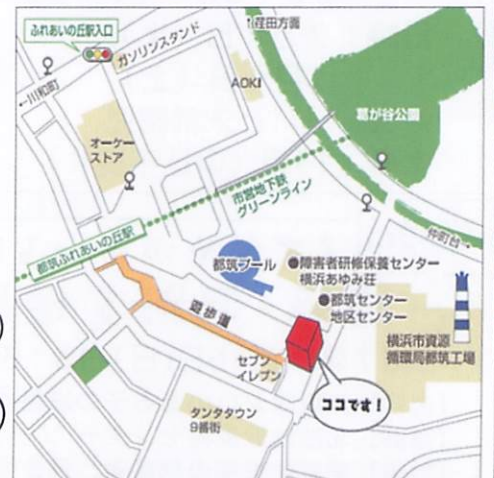 ふれあいの丘駅入口
↑荏田方面
ガソリンスタンド
←川和町
AOKI
葛が谷公園
オーケー
ストア
市営地下鉄
グリーンライン
仲町台→
都筑ふれあいの丘駅
都筑プール
●障害者研修保養センター
横浜あゆみ荘
●都筑センター
地区センター
遊歩道
横浜市資源
循環局都筑工場
セブン
イレブン
ココです!
タンタタウン
9番街